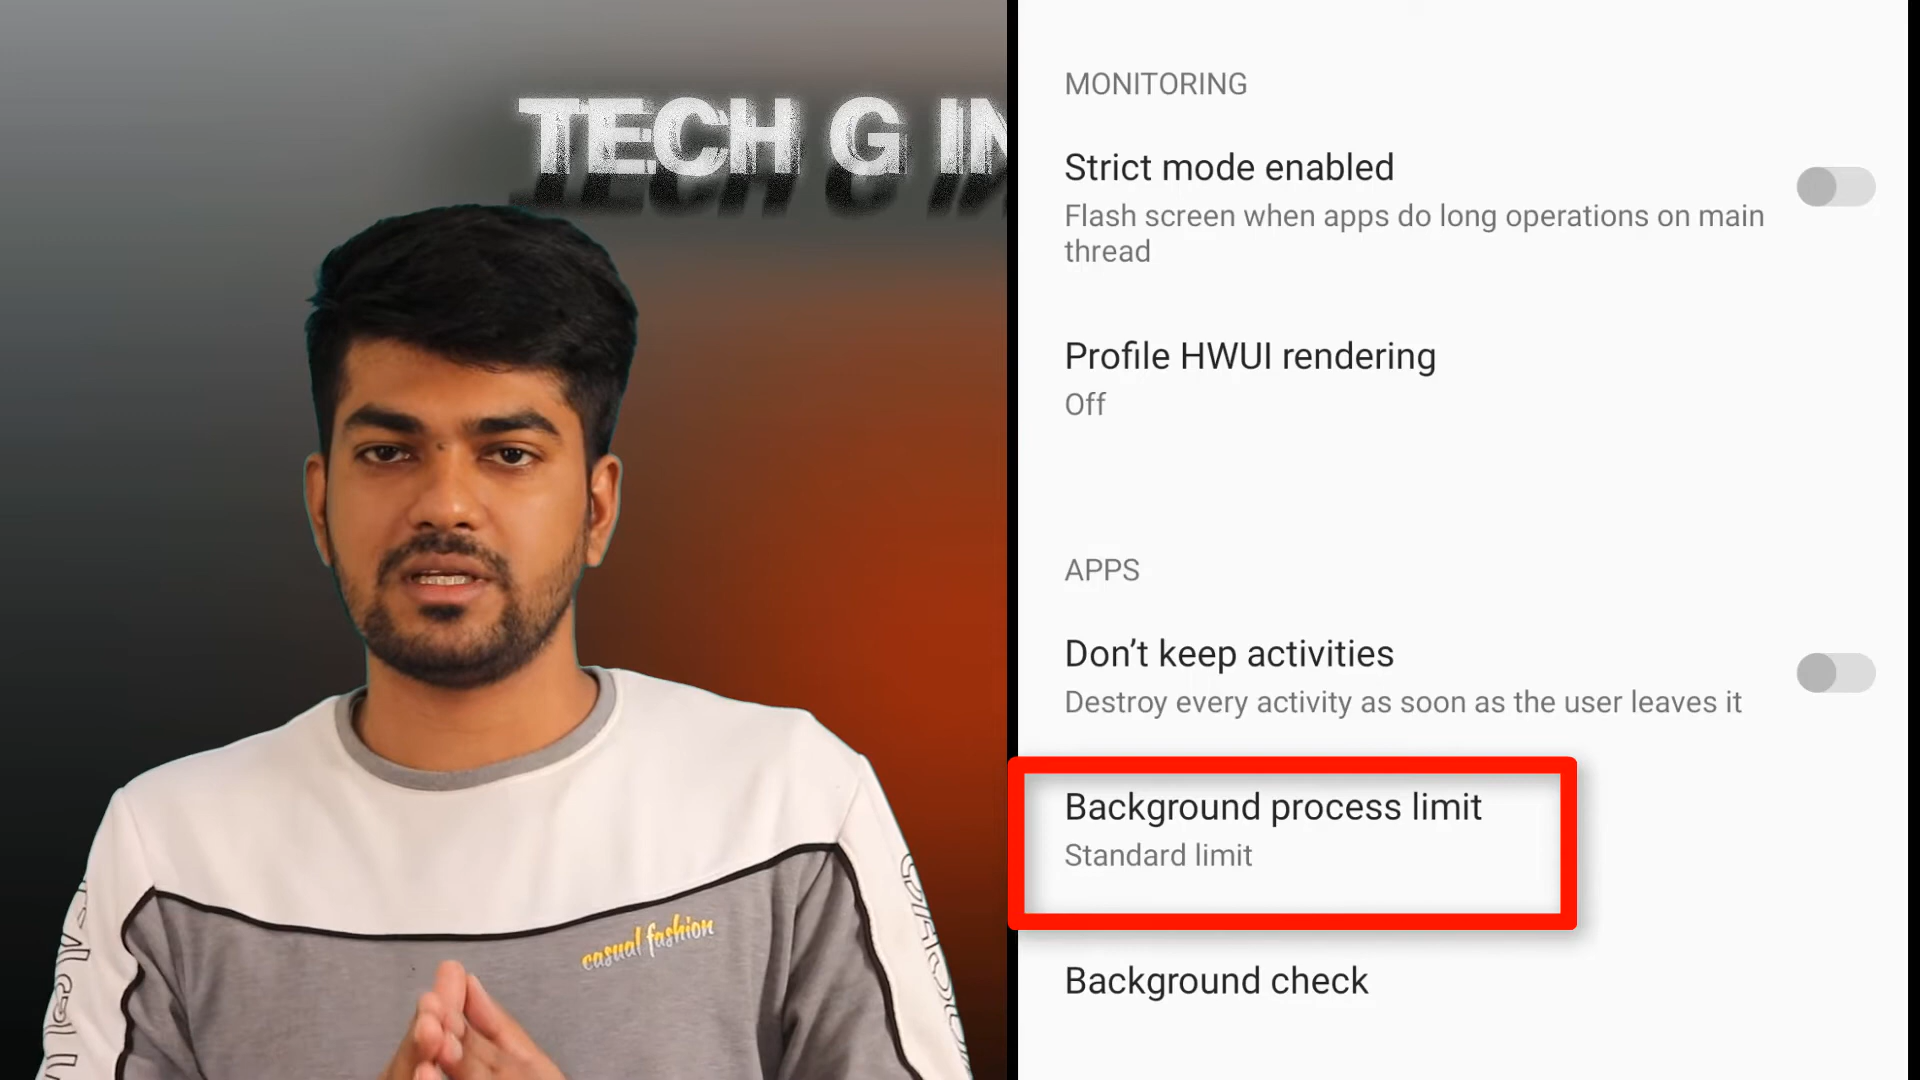 TECH G IN
casual fashion
MONITORING
Strict mode enabled
Flash screen when apps do long operations on main
thread
Profile HWUI rendering
Off
APPS
Don’t keep activities
Destroy every activity as soon as the user leaves it
Background process limit
Standard limit
Background check